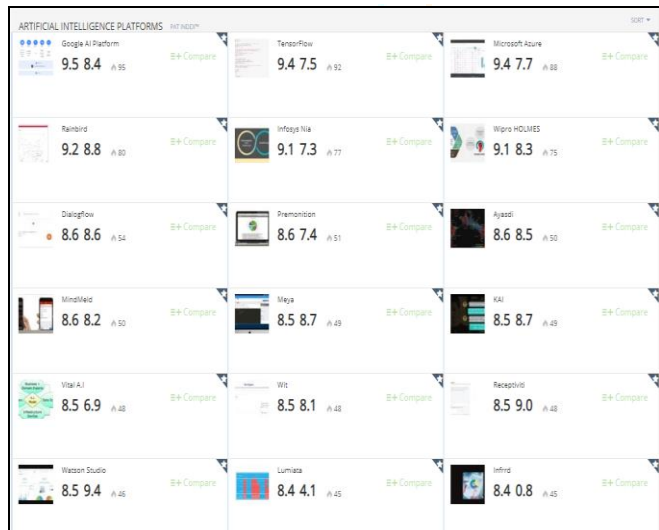 ARTIFICIAL INTELLIGENCE PLATFORMS PAT INDEX™ SORT
Google AI Platform
9.5 8.4 95 Compare
TensorFlow
9.4 7.5 92 Compare
Microsoft Azure
9.4 7.7 88 Compare
Rainbird
9.2 8.8 80 Compare
Infosys Nia
9.1 7.3 77 Compare
Wipro HOLMES
9.1 8.3 75 Compare
Dialogflow
8.6 8.6 54 Compare
Premonition
8.6 7.4 51 Compare
Ayasdi
8.6 8.5 50 Compare
MindMeld
8.6 8.2 50 Compare
Meya
8.5 8.7 49 Compare
KAI
8.5 8.7 49 Compare
Vital A.I
8.5 6.9 48 Compare
Wit
8.5 8.1 48 Compare
Receptiviti
8.5 9.0 48 Compare
Watson Studio
8.5 9.4 46 Compare
Lumiata
8.4 4.1 45 Compare
Infrrd
8.4 0.8 45 Compare